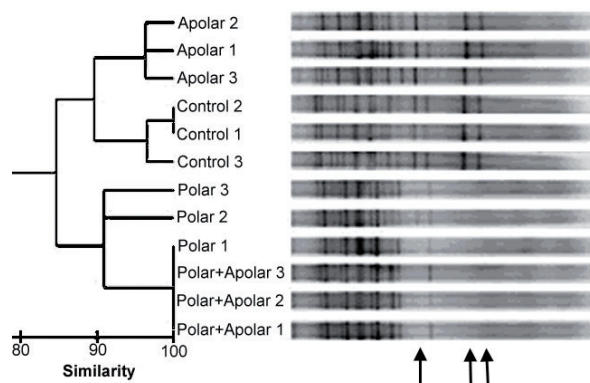 Apolar 2
Apolar 1
Apolar 3
Control 2
Control 1
Control 3
Polar 3
Polar 2
Polar 1
Polar+Apolar 3
Polar+Apolar 2
Polar+Apolar 1
80 90 100
Similarity